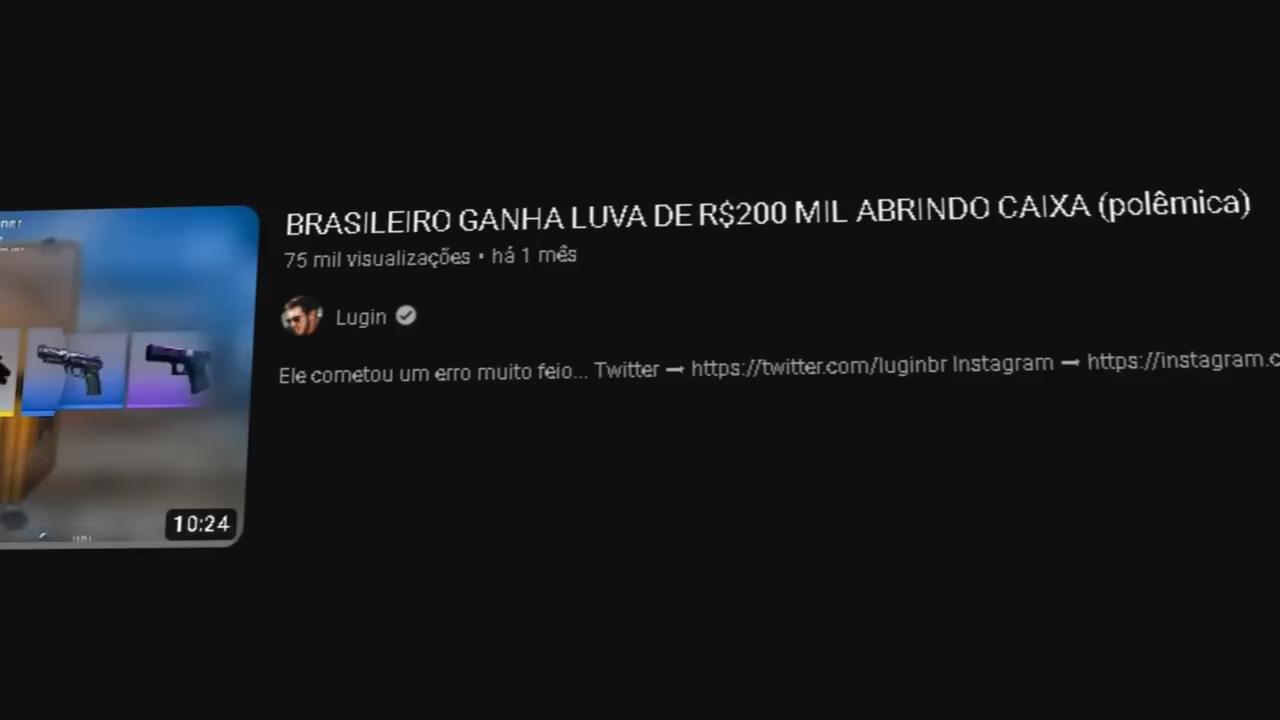 BRASILEIRO GANHA LUVA DE R$200 MIL ABRINDO CAIXA (polêmica)
75 mil visualizações • há 1 mês
Lugin
Ele cometou um erro muito feio... Twitter ➞ https://twitter.com/luginbr Instagram ➞ https://instagram.c
10:24